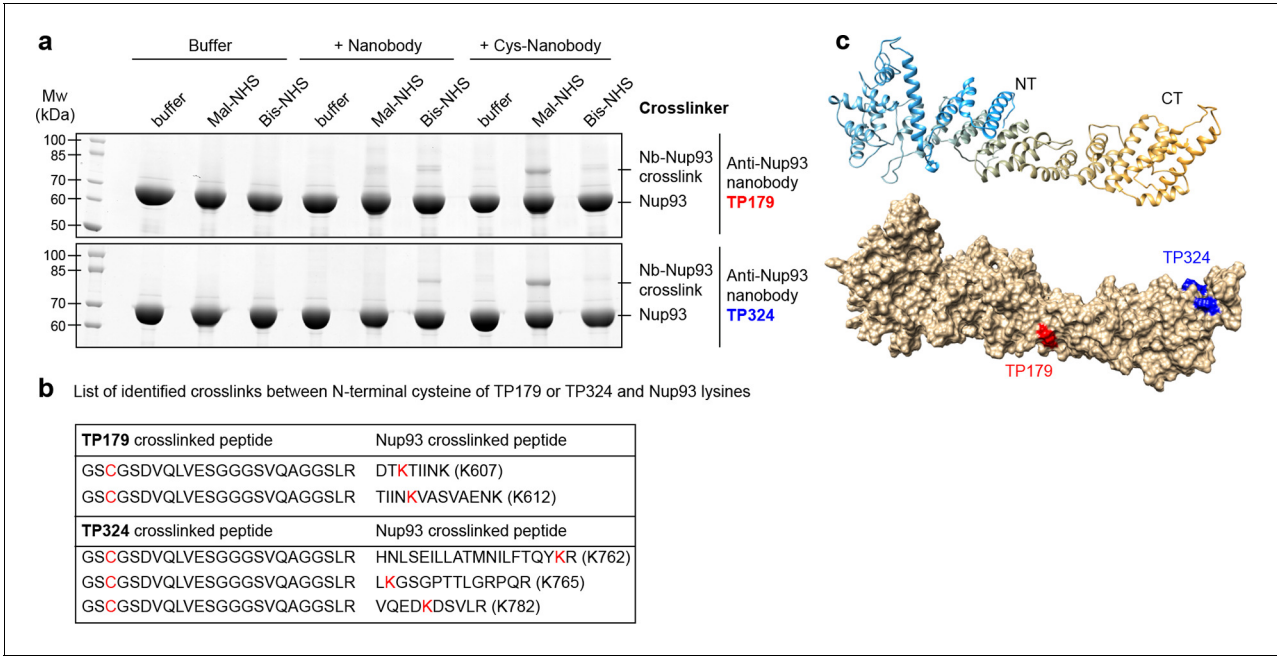 a
Buffer
+ Nanobody
+ Cys-Nanobody
Mw
(kDa)
buffer
Mal-NHS
Bis-NHS
buffer
Mal-NHS
Bis-NHS
buffer
Mal-NHS
Bis-NHS
Crosslinker
100
85
70
60
50
Nb-Nup93
crosslink
Nup93
Anti-Nup93
nanobody
TP179
100
85
70
60
Nb-Nup93
crosslink
Nup93
Anti-Nup93
nanobody
TP324
b List of identified crosslinks between N-terminal cysteine of TP179 or TP324 and Nup93 lysines
TP179 crosslinked peptide Nup93 crosslinked peptide
GSCGSDVQLVESGGGSVQAGGSLR DTKTIINK (K607)
GSCGSDVQLVESGGGSVQAGGSLR TIINKVASVAENK (K612)
TP324 crosslinked peptide Nup93 crosslinked peptide
GSCGSDVQLVESGGGSVQAGGSLR HNLSEILLATMNILFTQYKR (K762)
GSCGSDVQLVESGGGSVQAGGSLR LKGSGPTTLGRPQR (K765)
GSCGSDVQLVESGGGSVQAGGSLR VQEDKDSVLR (K782)
c
NT
CT
TP324
TP179